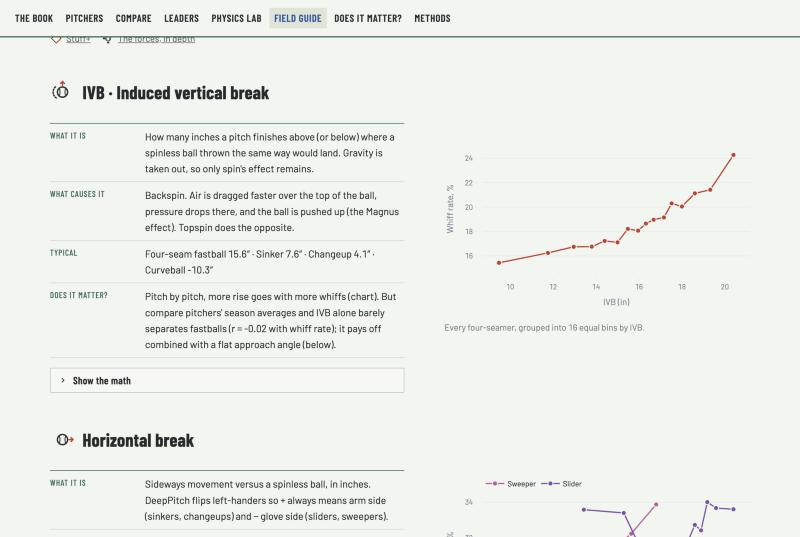 THE BOOK PITCHERS COMPARE LEADERS PHYSICS LAB FIELD GUIDE DOES IT MATTER? METHODS
Stuff+ The forces, in depth
IVB · Induced vertical break
WHAT IT IS
How many inches a pitch finishes above (or below) where a
spinless ball thrown the same way would land. Gravity is
taken out, so only spin's effect remains.
WHAT CAUSES IT
Backspin. Air is dragged faster over the top of the ball,
pressure drops there, and the ball is pushed up (the Magnus
effect). Topspin does the opposite.
TYPICAL
Four-seam fastball 15.6″ · Sinker 7.6″ · Changeup 4.1″ ·
Curveball -10.3″
DOES IT MATTER?
Pitch by pitch, more rise goes with more whiffs (chart). But
compare pitchers' season averages and IVB alone barely
separates fastballs (r = -0.02 with whiff rate); it pays off
combined with a flat approach angle (below).
Show the math
24
22
20
18
16
Whiff rate, %
10 12 14 16 18 20
IVB (in)
Every four-seamer, grouped into 16 equal bins by IVB.
Horizontal break
WHAT IT IS
Sideways movement versus a spinless ball, in inches.
DeepPitch flips left-handers so + always means arm side
(sinkers, changeups) and − glove side (sliders, sweepers).
Sweeper Slider
34